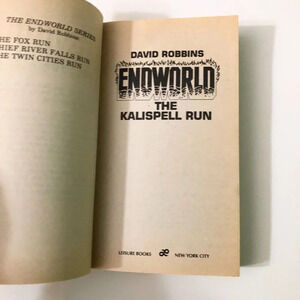 THE ENDWORLD SERIES
by David Robbins
HE FOX RUN
HIEF RIVER FALLS RUN
HE TWIN CITIES RUN
DAVID ROBBINS
ENDWORLD
THE
KALISPELL RUN
LEISURE BOOKS NEW YORK CITY